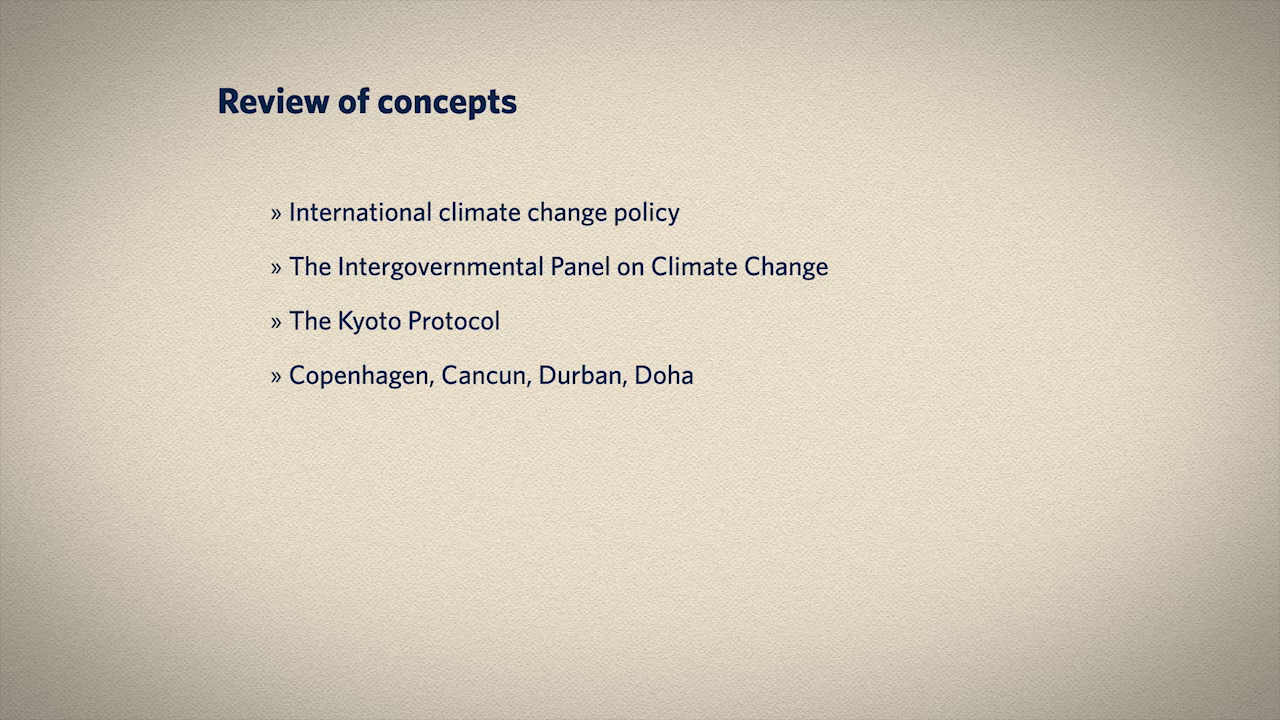 Review of concepts
» International climate change policy
» The Intergovernmental Panel on Climate Change
» The Kyoto Protocol
» Copenhagen, Cancun, Durban, Doha